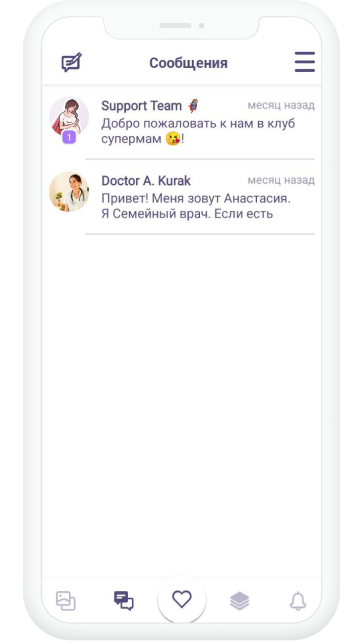 Сообщения
Support Team 🦸‍♀️ месяц назад
Добро пожаловать к нам в клуб
супермам 😘!
1
Doctor A. Kurak месяц назад
Привет! Меня зовут Анастасия.
Я Семейный врач. Если есть